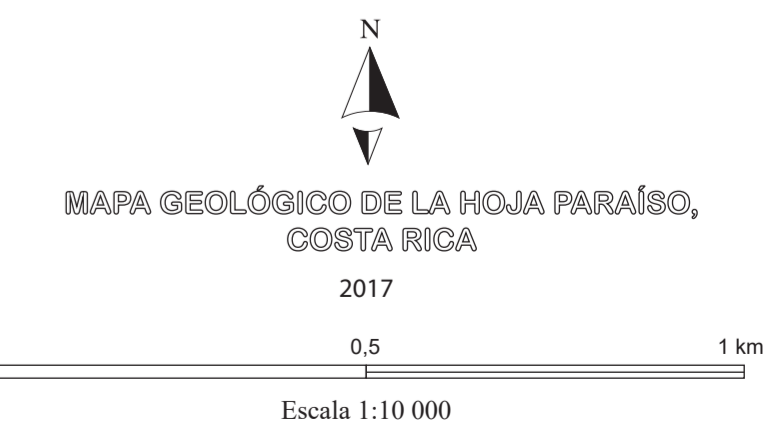 N
MAPA GEOLÓGICO DE LA HOJA PARAÍSO,
COSTA RICA
2017
0,5 1 km
Escala 1:10 000